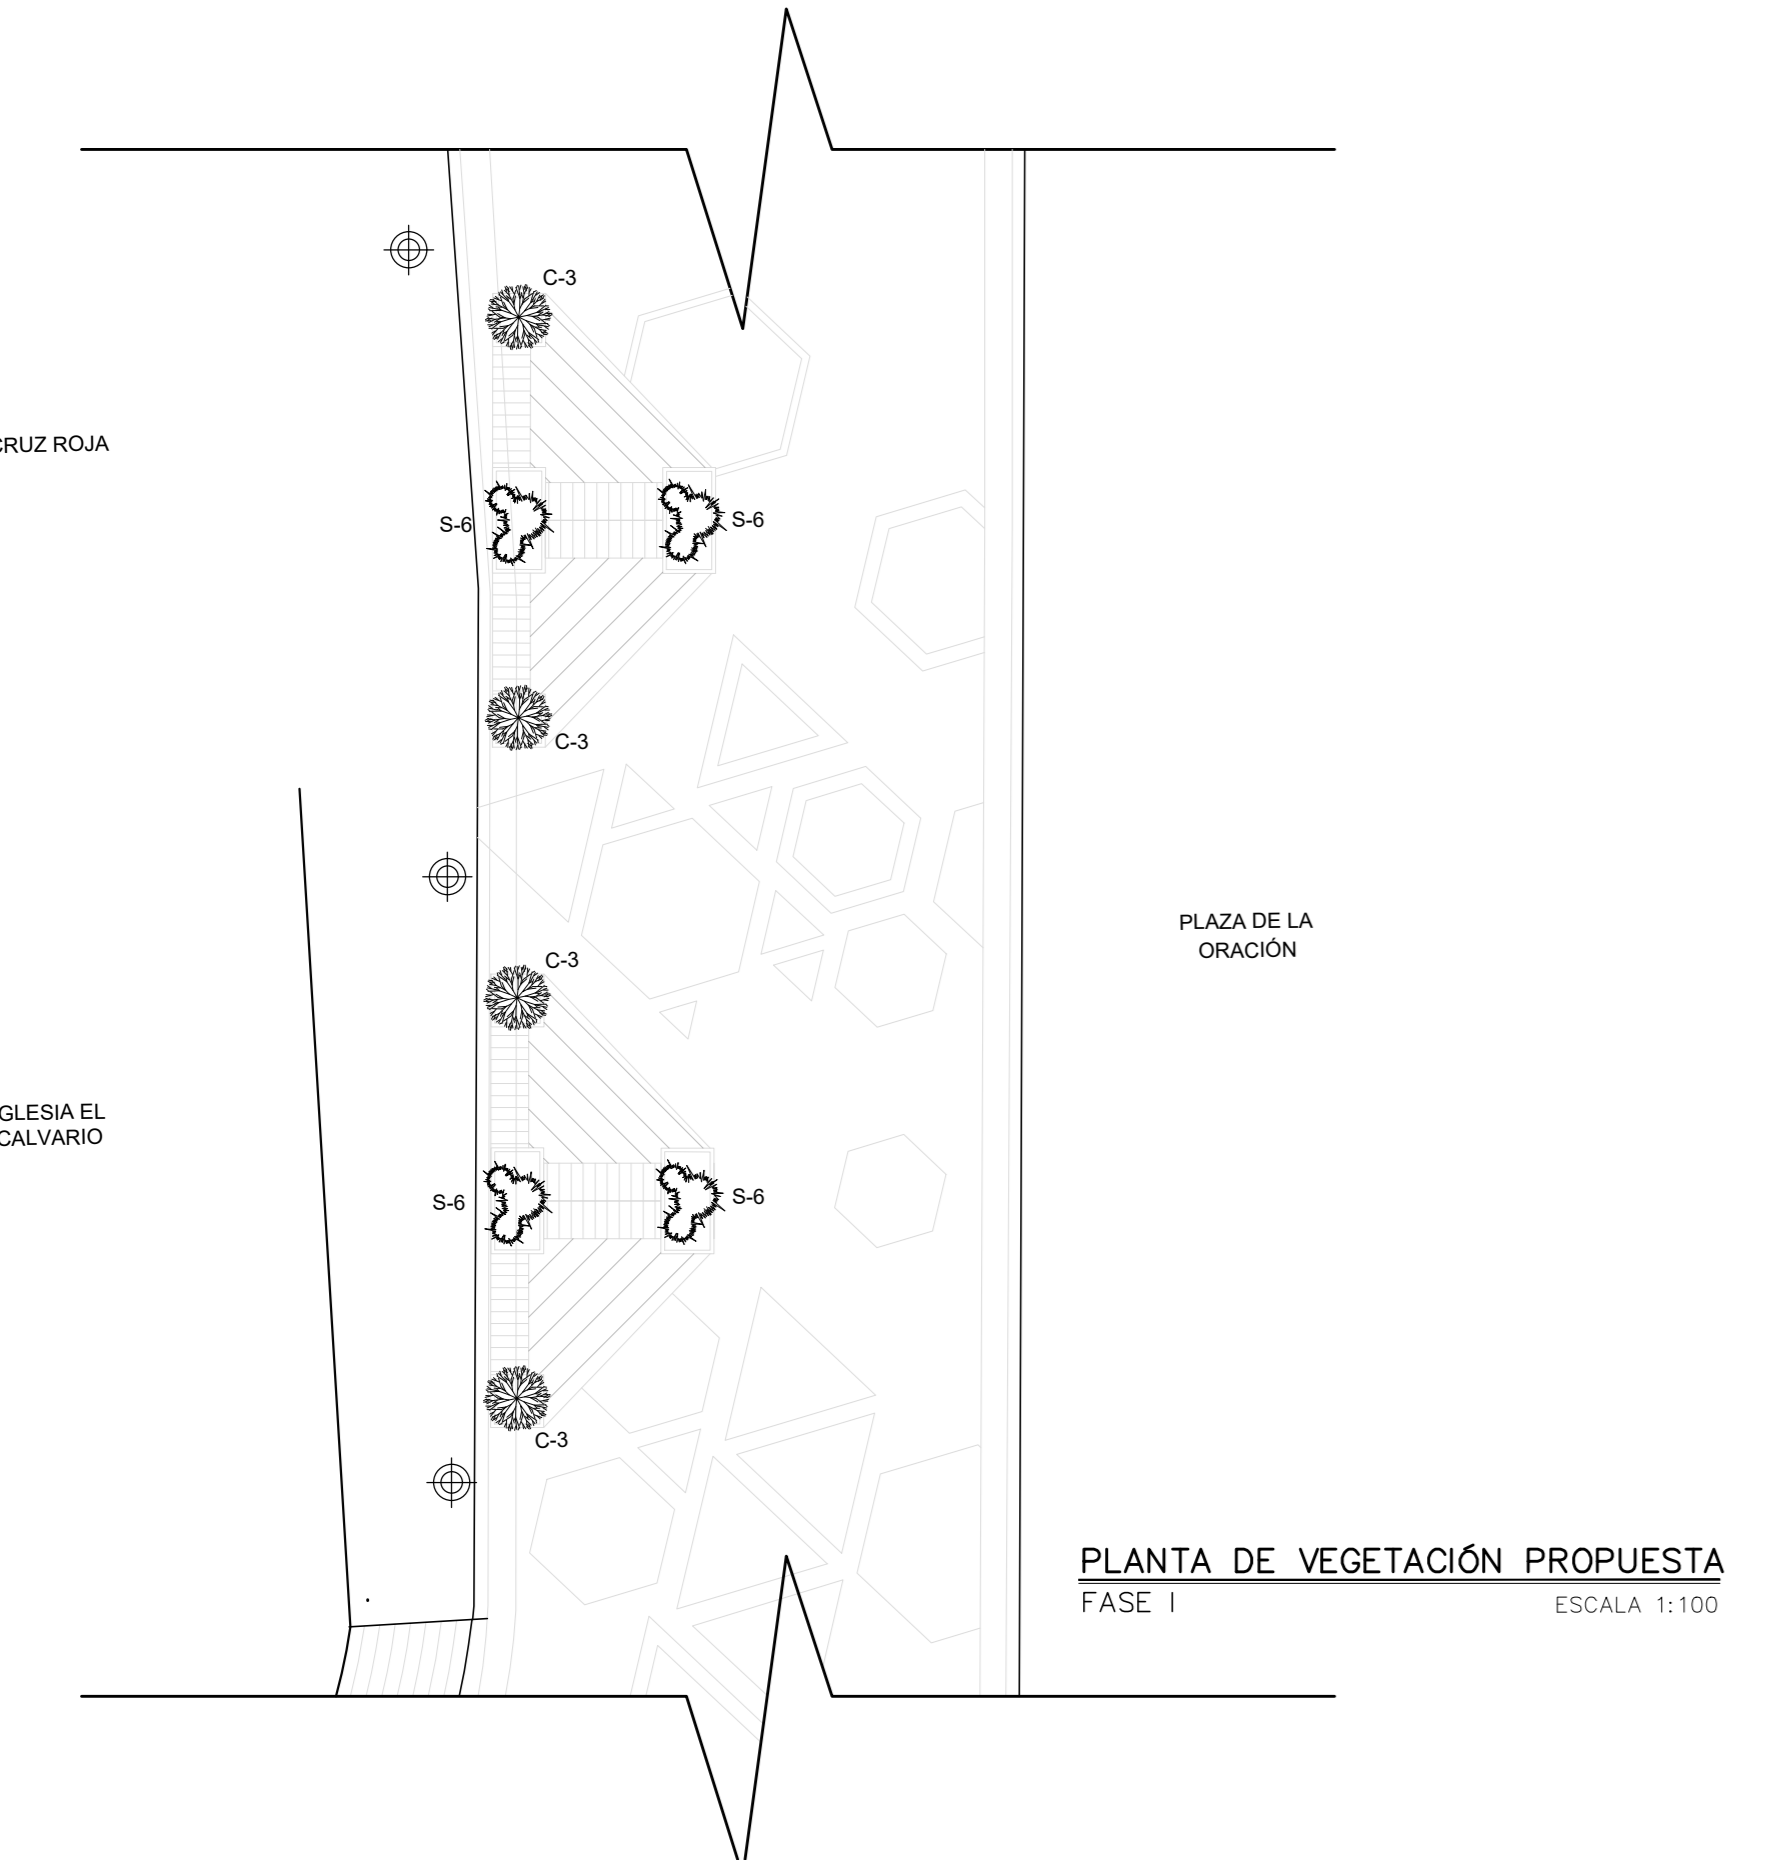 C-3
CRUZ ROJA
S-6
S-6
C-3
PLAZA DE LA
ORACIÓN
C-3
GLESIA EL
CALVARIO
S-6
S-6
C-3
PLANTA DE VEGETACIÓN PROPUESTA
FASE I
ESCALA 1:100